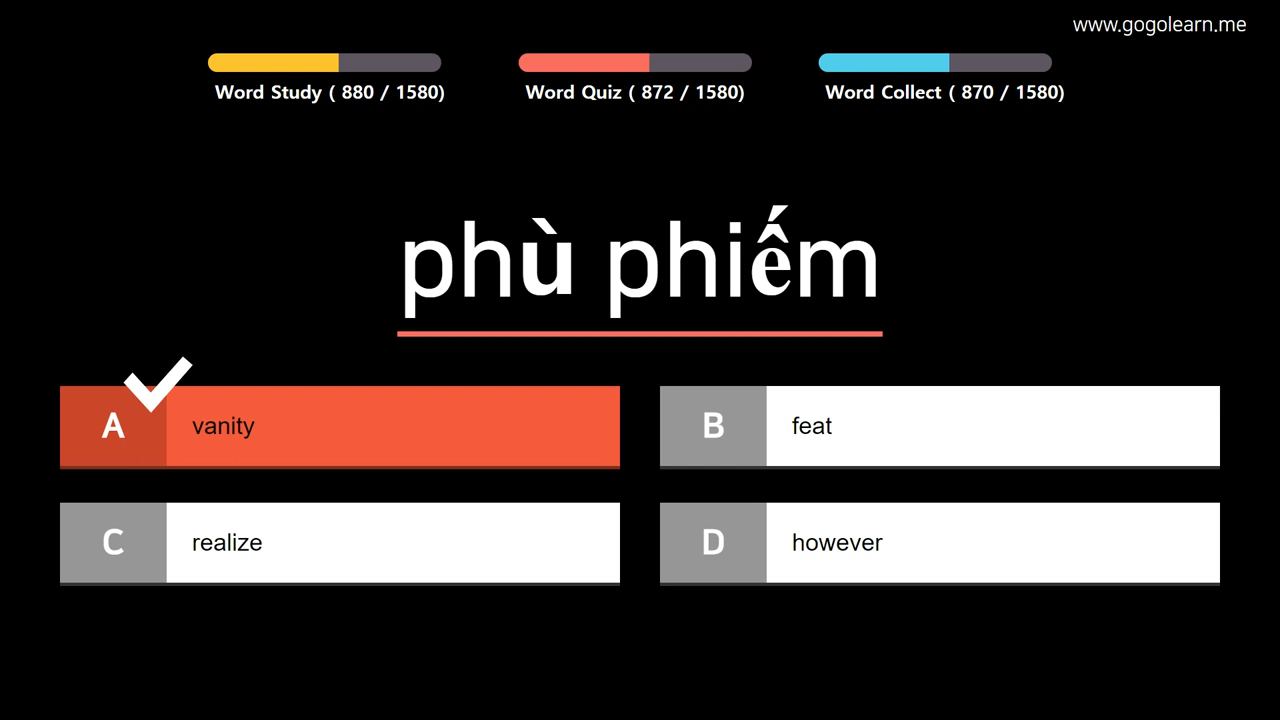 www.gogolearn.me
Word Study ( 880 / 1580)
Word Quiz ( 872 / 1580)
Word Collect ( 870 / 1580)
phù phiếm
A vanity
B feat
C realize
D however